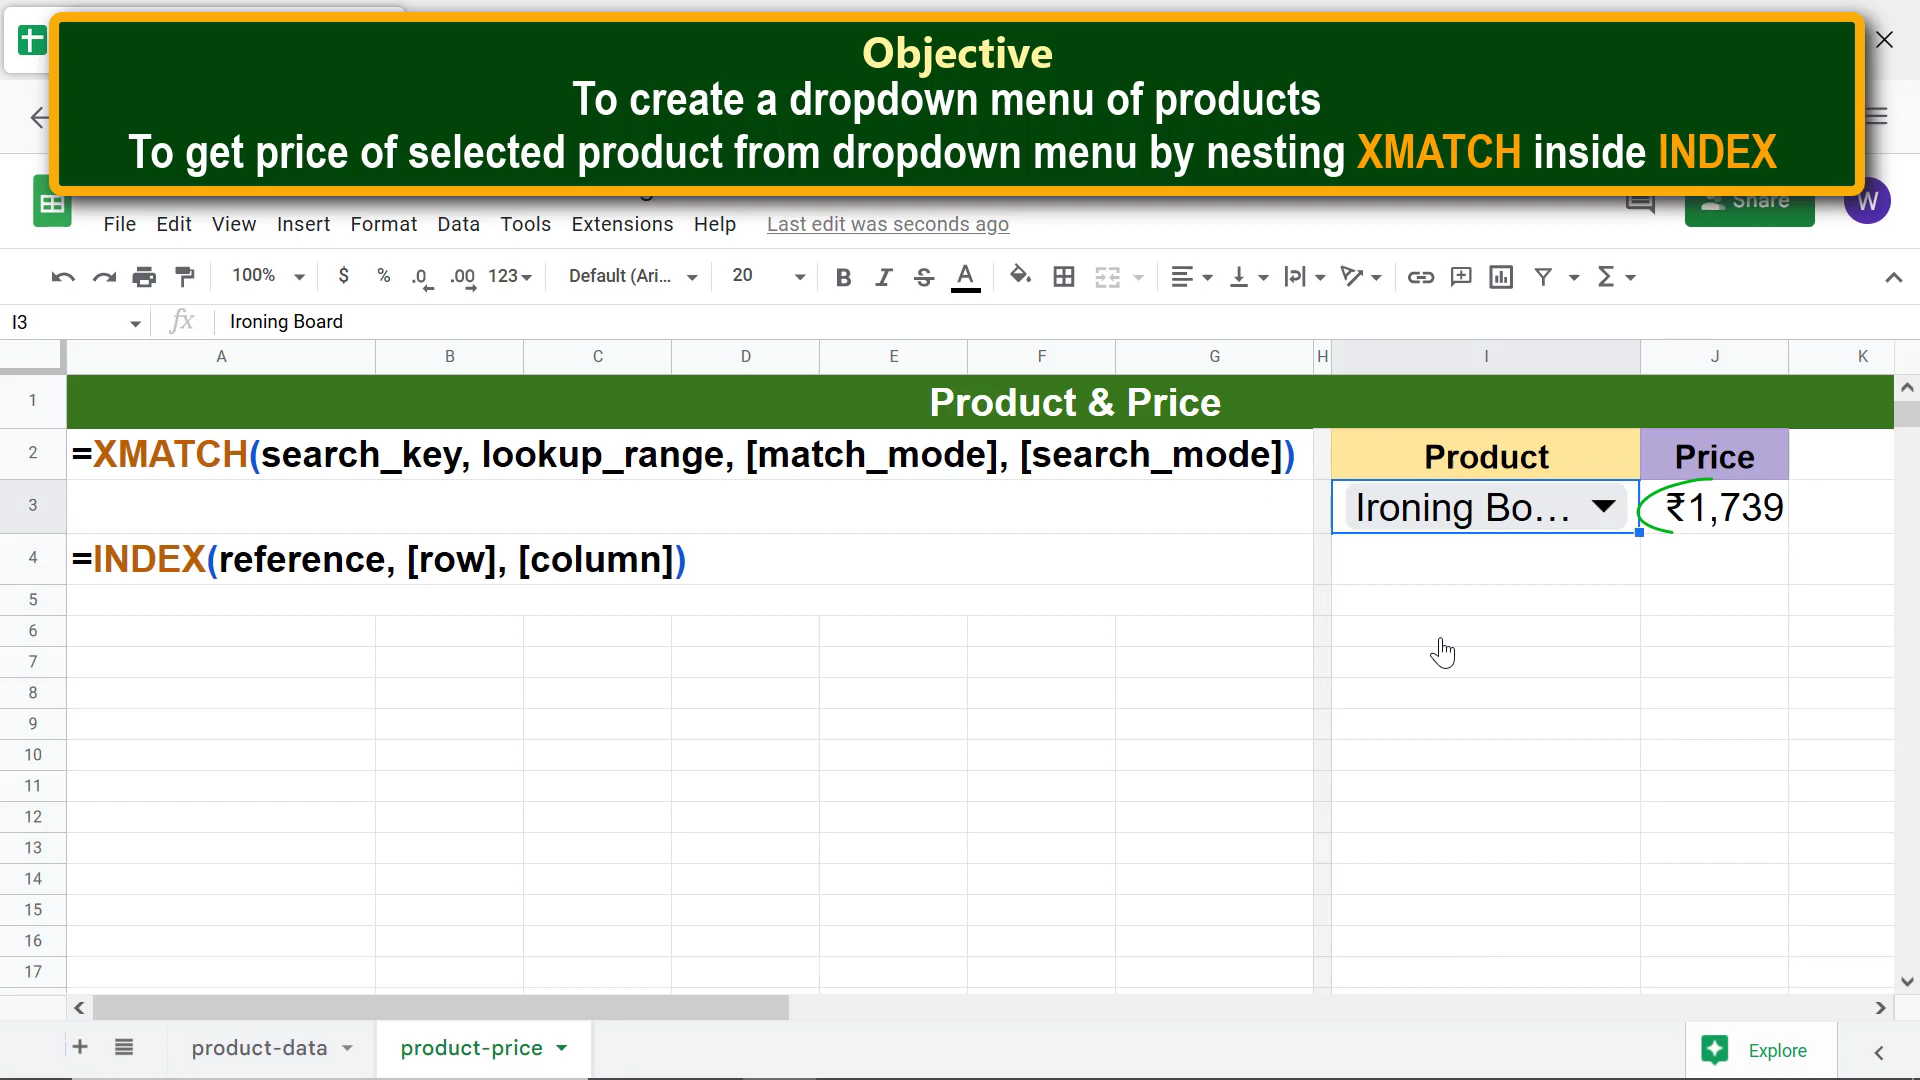 Objective
To create a dropdown menu of products
To get price of selected product from dropdown menu by nesting XMATCH inside INDEX
File Edit View Insert Format Data Tools Extensions Help Last edit was seconds ago
Share
W
100% $ % .0 .00 123 Default (Ari... 20 B I S A
I3 fx Ironing Board
A B C D E F G H I J K
1 Product & Price
2 =XMATCH(search_key, lookup_range, [match_mode], [search_mode]) Product Price
3 Ironing Bo... ₹1,739
4 =INDEX(reference, [row], [column])
5
6
7
8
9
10
11
12
13
14
15
16
17
product-data product-price Explore